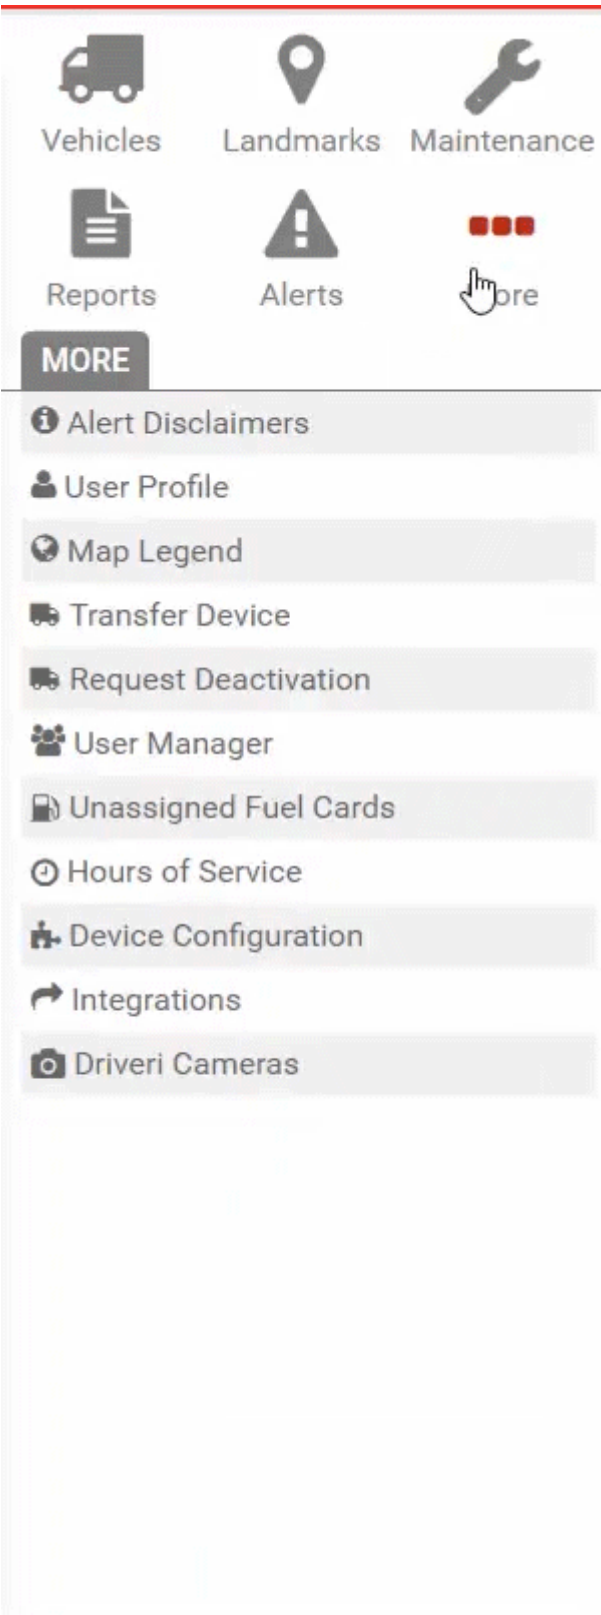 Vehicles Landmarks Maintenance
Reports Alerts ore
MORE
Alert Disclaimers
User Profile
Map Legend
Transfer Device
Request Deactivation
User Manager
Unassigned Fuel Cards
Hours of Service
Device Configuration
Integrations
Driveri Cameras